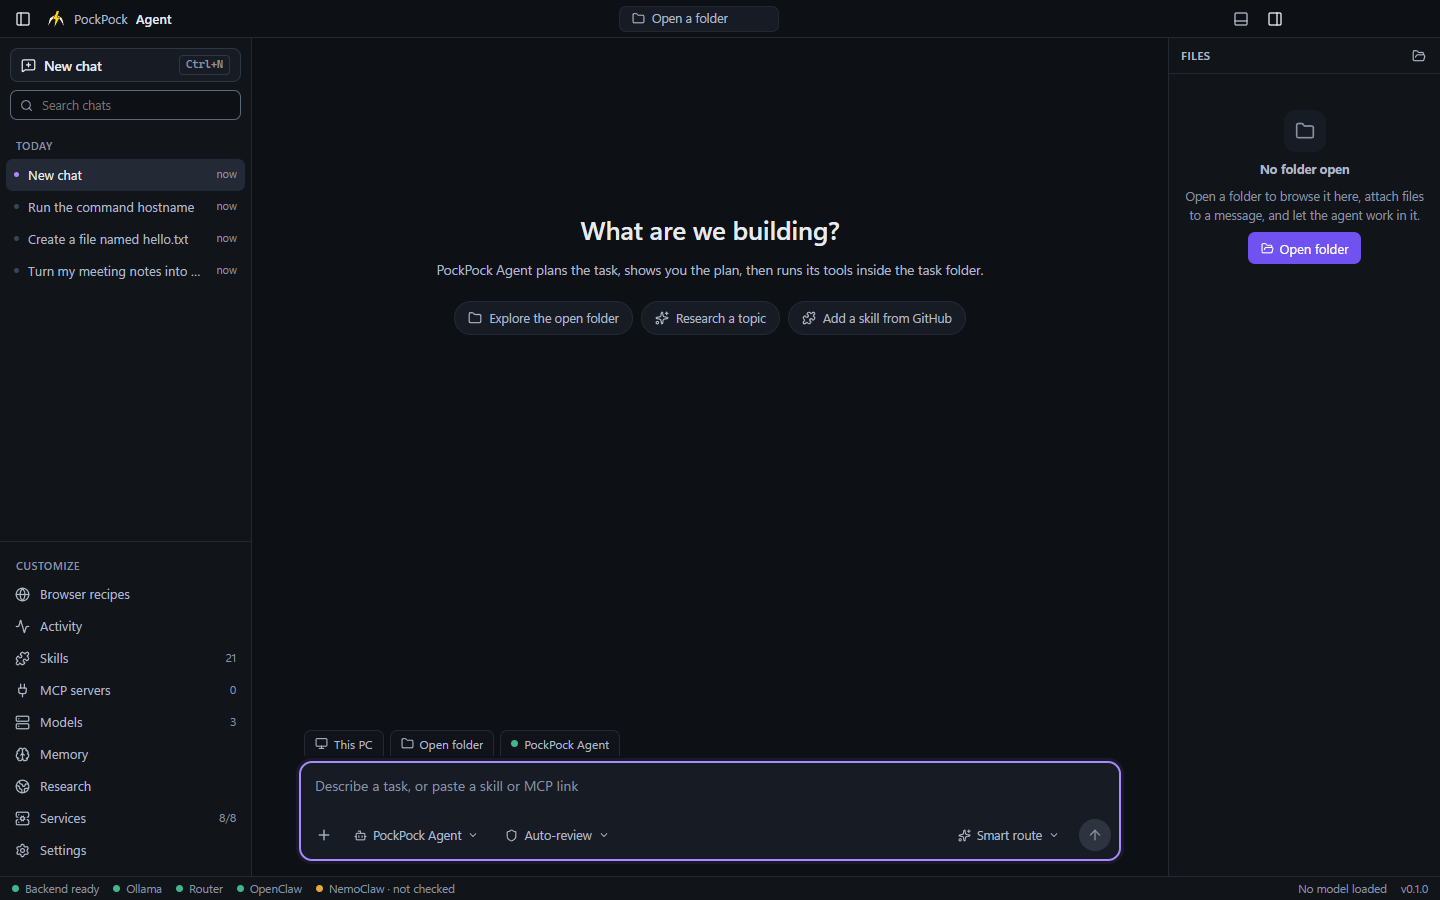 PockPock Agent
Open a folder
New chat
Ctrl+N
Search chats
TODAY
New chat now
Run the command hostname now
Create a file named hello.txt now
Turn my meeting notes into ... now
CUSTOMIZE
Browser recipes
Activity
Skills 21
MCP servers 0
Models 3
Memory
Research
Services 8/8
Settings
What are we building?
PockPock Agent plans the task, shows you the plan, then runs its tools inside the task folder.
Explore the open folder
Research a topic
Add a skill from GitHub
This PC
Open folder
PockPock Agent
Describe a task, or paste a skill or MCP link
PockPock Agent
Auto-review
Smart route
FILES
No folder open
Open a folder to browse it here, attach files
to a message, and let the agent work in it.
Open folder
Backend ready
Ollama
Router
OpenClaw
NemoClaw · not checked
No model loaded
v0.1.0